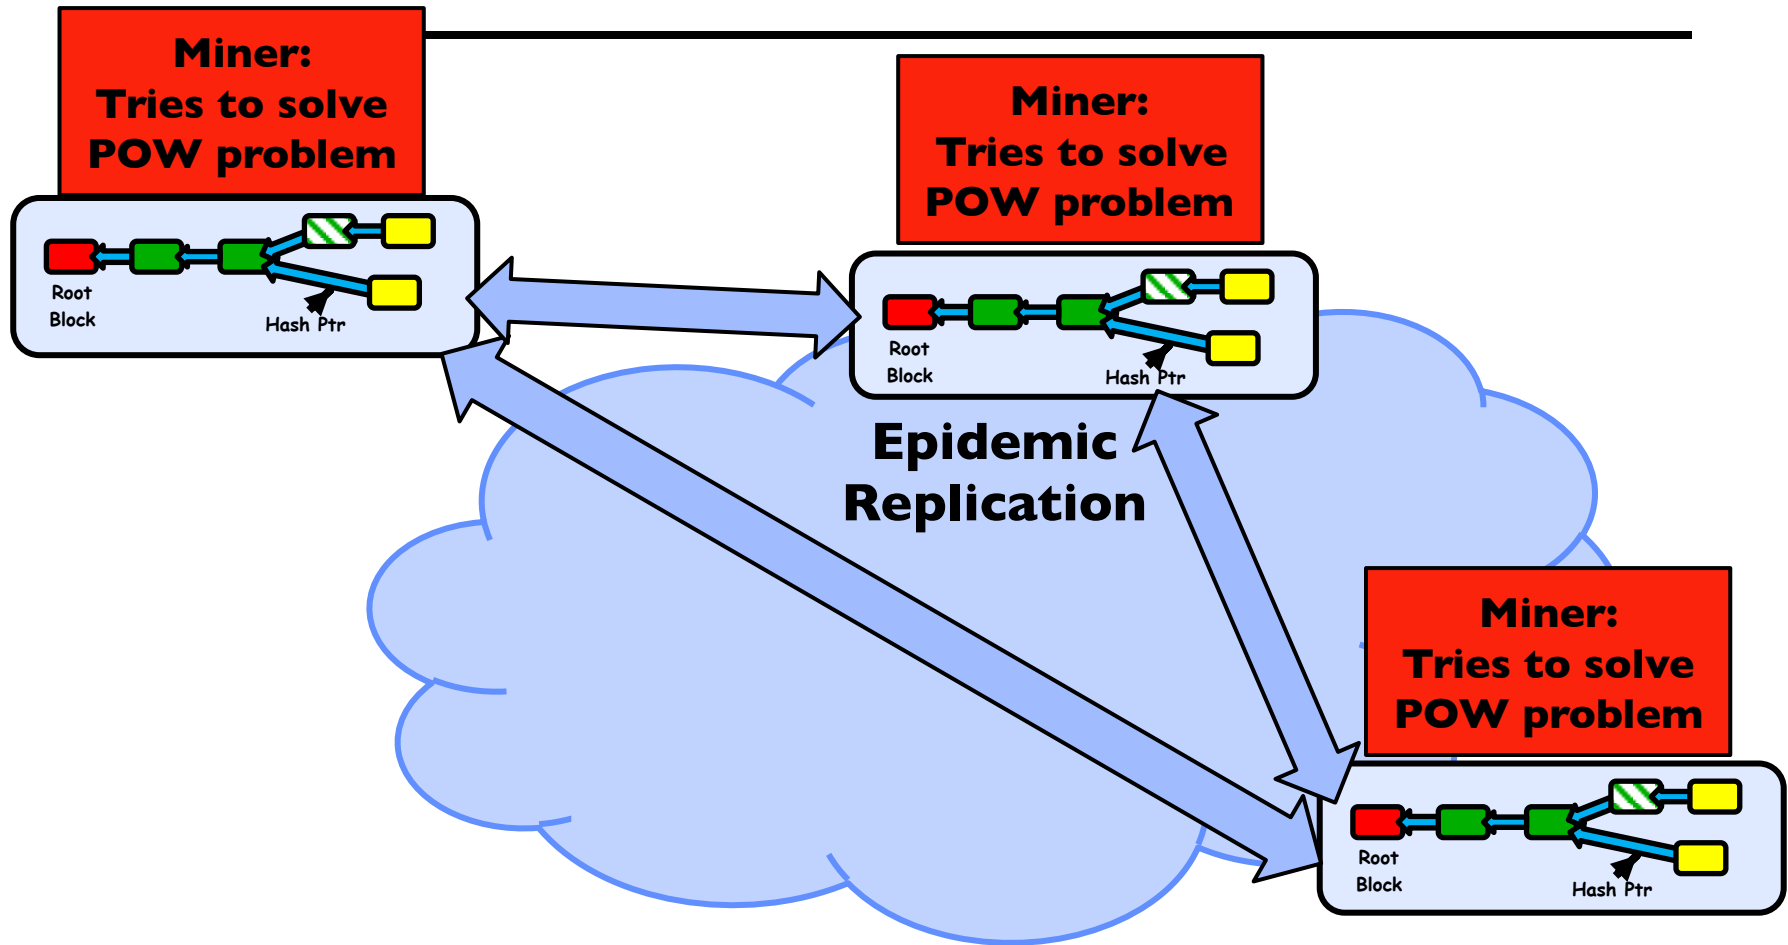 Miner:
Tries to solve
POW problem
Root
Block
Hash Ptr
Miner:
Tries to solve
POW problem
Root
Block
Hash Ptr
Epidemic
Replication
Miner:
Tries to solve
POW problem
Root
Block
Hash Ptr